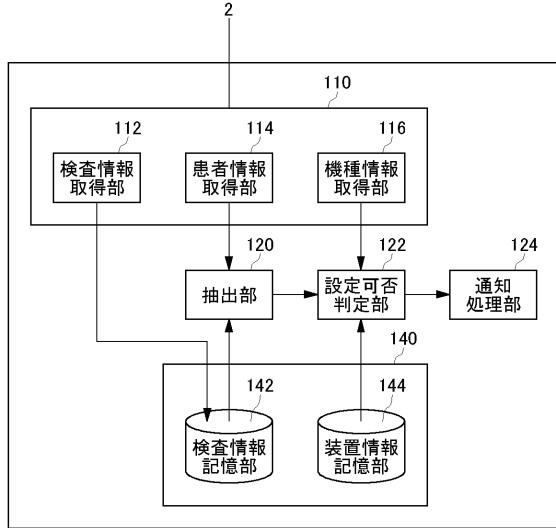 2
110
112
114
116
検査情報
取得部
患者情報
取得部
機種情報
取得部
120
122
124
抽出部
設定可否
判定部
通知
処理部
140
142
144
検査情報
記憶部
装置情報
記憶部